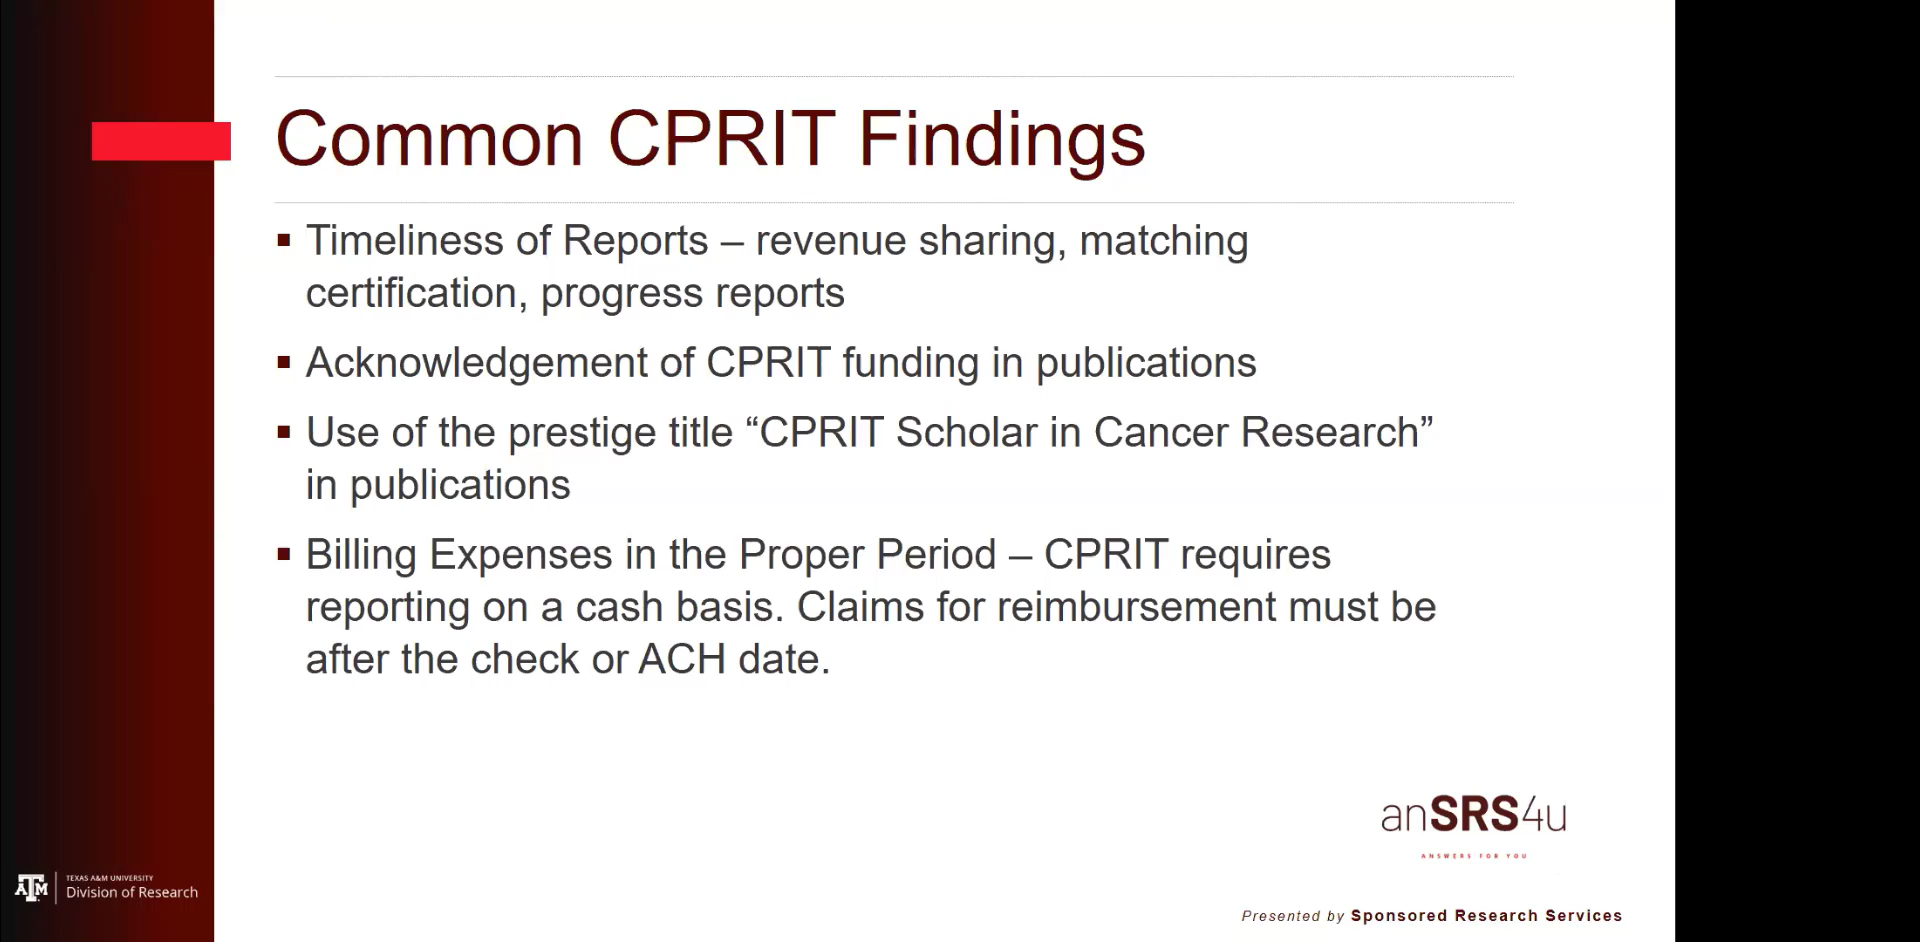 Common CPRIT Findings
▪ Timeliness of Reports – revenue sharing, matching
certification, progress reports
▪ Acknowledgement of CPRIT funding in publications
▪ Use of the prestige title “CPRIT Scholar in Cancer Research”
in publications
▪ Billing Expenses in the Proper Period – CPRIT requires
reporting on a cash basis. Claims for reimbursement must be
after the check or ACH date.
anSRS4u
ANSWERS FOR YOU
ATM
TEXAS A&M UNIVERSITY
Division of Research
Presented by Sponsored Research Services